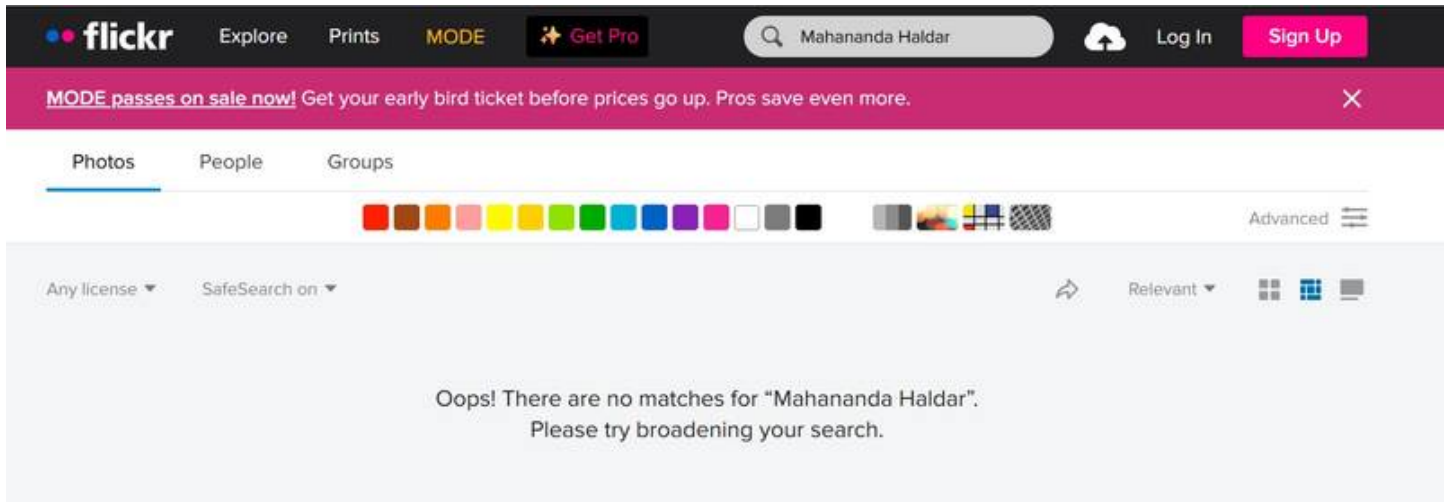 flickr Explore Prints MODE Get Pro Mahananda Haldar Log In Sign Up
MODE passes on sale now! Get your early bird ticket before prices go up. Pros save even more.
Photos People Groups
Advanced
Any license SafeSearch on Relevant
Oops! There are no matches for “Mahananda Haldar”.
Please try broadening your search.